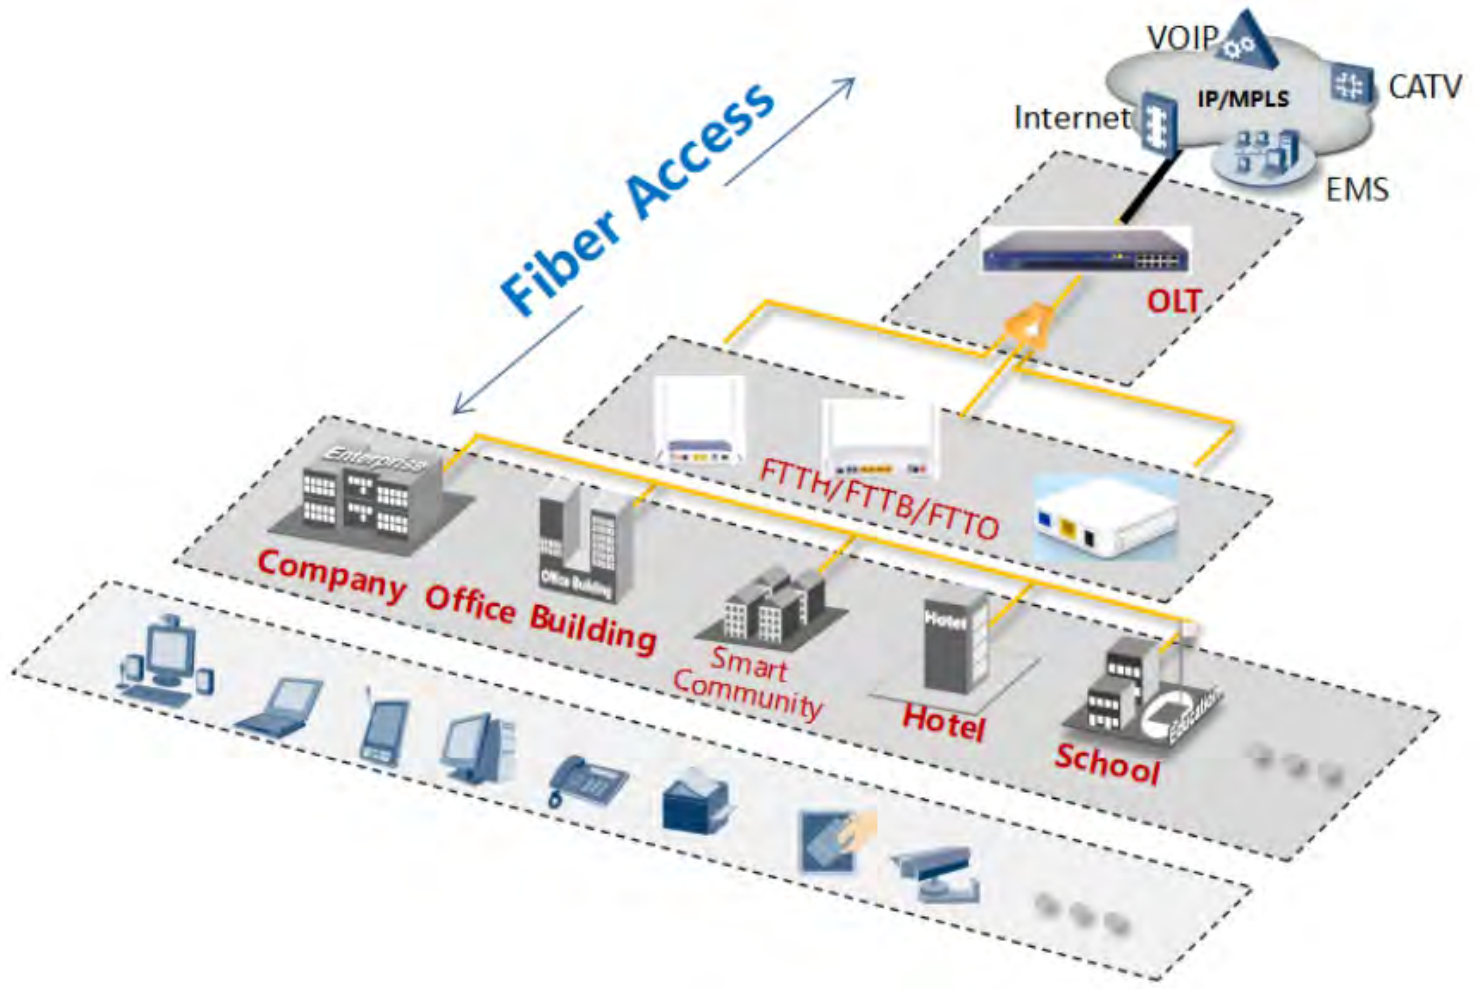 VOIP
CATV
IP/MPLS
Internet
EMS
Fiber Access
OLT
FTTH/FTTB/FTTO
Enterprise
Company
Office Building
Office Building
Smart
Community
Hotel
Hotel
Education
School